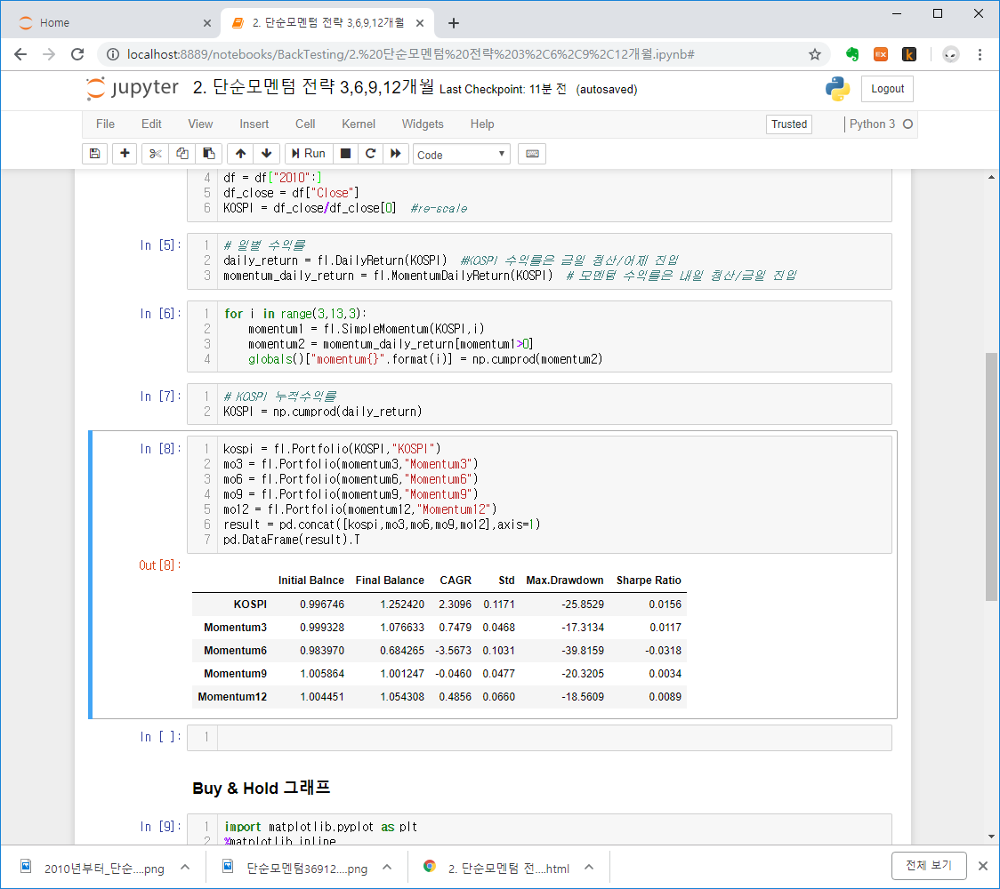 Home
2. 단순모멘텀 전략 3,6,9,12개월
localhost:8889/notebooks/BackTesting/2.%20단순모멘텀%20전략%203%2C6%2C9%2C12개월.ipynb#
jupyter 2. 단순모멘텀 전략 3,6,9,12개월 Last Checkpoint: 11분 전 (autosaved)
Logout
File Edit View Insert Cell Kernel Widgets Help Trusted Python 3
Run Code
4 df = df["2010":]
5 df_close = df["Close"]
6 KOSPI = df_close/df_close[0] #re-scale
In [5]:
1 # 일별 수익률
2 daily_return = fl.DailyReturn(KOSPI) #KOSPI 수익률은 금일 청산/어제 진입
3 momentum_daily_return = fl.MomentumDailyReturn(KOSPI) # 모멘텀 수익률은 내일 청산/금일 진입
In [6]:
1 for i in range(3,13,3):
2 momentum1 = fl.SimpleMomentum(KOSPI,i)
3 momentum2 = momentum_daily_return[momentum1>0]
4 globals()["momentum{}".format(i)] = np.cumprod(momentum2)
In [7]:
1 # KOSPI 누적수익률
2 KOSPI = np.cumprod(daily_return)
In [8]:
1 kospi = fl.Portfolio(KOSPI,"KOSPI")
2 mo3 = fl.Portfolio(momentum3,"Momentum3")
3 mo6 = fl.Portfolio(momentum6,"Momentum6")
4 mo9 = fl.Portfolio(momentum9,"Momentum9")
5 mo12 = fl.Portfolio(momentum12,"Momentum12")
6 result = pd.concat([kospi,mo3,mo6,mo9,mo12],axis=1)
7 pd.DataFrame(result).T
Out[8]:
Initial Balnce Final Balance CAGR Std Max.Drawdown Sharpe Ratio
KOSPI 0.996746 1.252420 2.3096 0.1171 -25.8529 0.0156
Momentum3 0.999328 1.076633 0.7479 0.0468 -17.3134 0.0117
Momentum6 0.983970 0.684265 -3.5673 0.1031 -39.8159 -0.0318
Momentum9 1.005864 1.001247 -0.0460 0.0477 -20.3205 0.0034
Momentum12 1.004451 1.054308 0.4856 0.0660 -18.5609 0.0089
In [ ]:
1
Buy & Hold 그래프
In [9]:
1 import matplotlib.pyplot as plt
2 %matplotlib inline
2010년부터_단순....png
단순모멘텀36912....png
2. 단순모멘텀 전....html
전체 보기